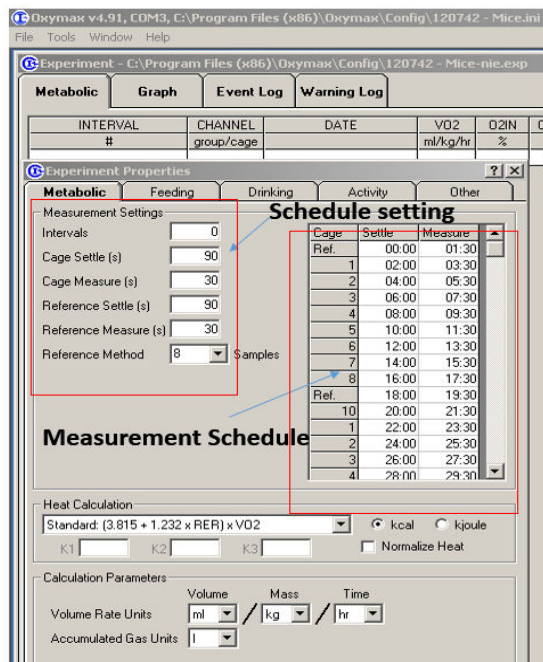 Oxymax v4.91, COM3, C:\Program Files (x86)\Oxymax\Config\120742 - Mice.ini
File Tools Window Help
Experiment - C:\Program Files (x86)\Oxymax\Config\120742 - Mice-nie.exp
Metabolic Graph Event Log Warning Log
INTERVAL CHANNEL DATE VO2 O2IN
# group/cage ml/kg/hr %
Experiment Properties
Metabolic Feeding Drinking Activity Other
Measurement Settings
Schedule setting
Intervals 0
Cage Settle (s) 90
Cage Measure (s) 30
Reference Settle (s) 90
Reference Measure (s) 30
Reference Method 8 Samples
Cage Settle Measure
Ref. 00:00 01:30
1 02:00 03:30
2 04:00 05:30
3 06:00 07:30
4 08:00 09:30
5 10:00 11:30
6 12:00 13:30
7 14:00 15:30
8 16:00 17:30
Ref. 18:00 19:30
10 20:00 21:30
1 22:00 23:30
2 24:00 25:30
3 26:00 27:30
4 28:00 29:30
Measurement Schedule
Heat Calculation
Standard: (3.815 + 1.232 x RER) x VO2 kcal kjoule
K1 K2 K3 Normalize Heat
Calculation Parameters
Volume Mass Time
Volume Rate Units ml / kg / hr
Accumulated Gas Units l